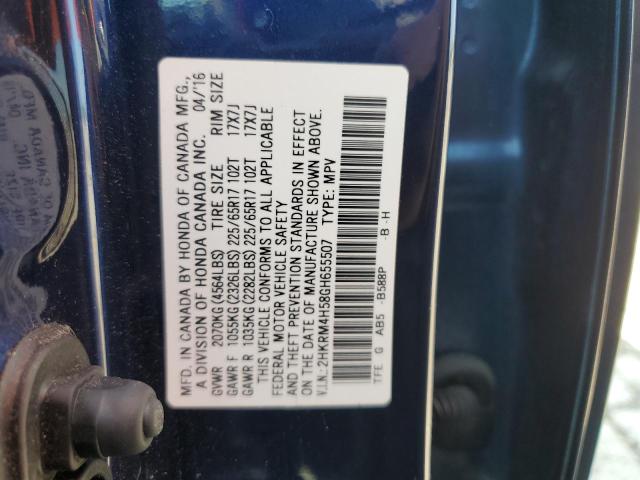 MFD. IN CANADA BY HONDA OF CANADA MFG.,
A DIVISION OF HONDA CANADA INC. 04/'16
GVWR 2070KG(4564LBS) TIRE SIZE RIM SIZE
GAWR F 1055KG(2326LBS) 225/65R17 102T 17X7J
GAWR R 1035KG(2282LBS) 225/65R17 102T 17X7J
THIS VEHICLE CONFORMS TO ALL APPLICABLE
FEDERAL MOTOR VEHICLE SAFETY
AND THEFT PREVENTION STANDARDS IN EFFECT
ON THE DATE OF MANUFACTURE SHOWN ABOVE.
V.I.N.: 2HKRM4H58GH655507 TYPE: MPV
TFE G AB5 -B588P -B -H